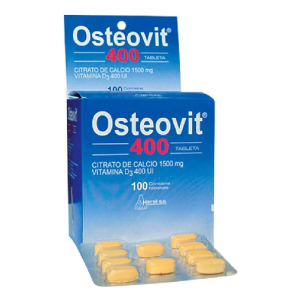 Osteovit®
400
TABLETA
CITRATO DE CALCIO 1500 mg
VITAMINA D3 400 UI
100
Osteovit®
400
TABLETA
CITRATO DE CALCIO 1500 mg
VITAMINA D3 400 UI
100